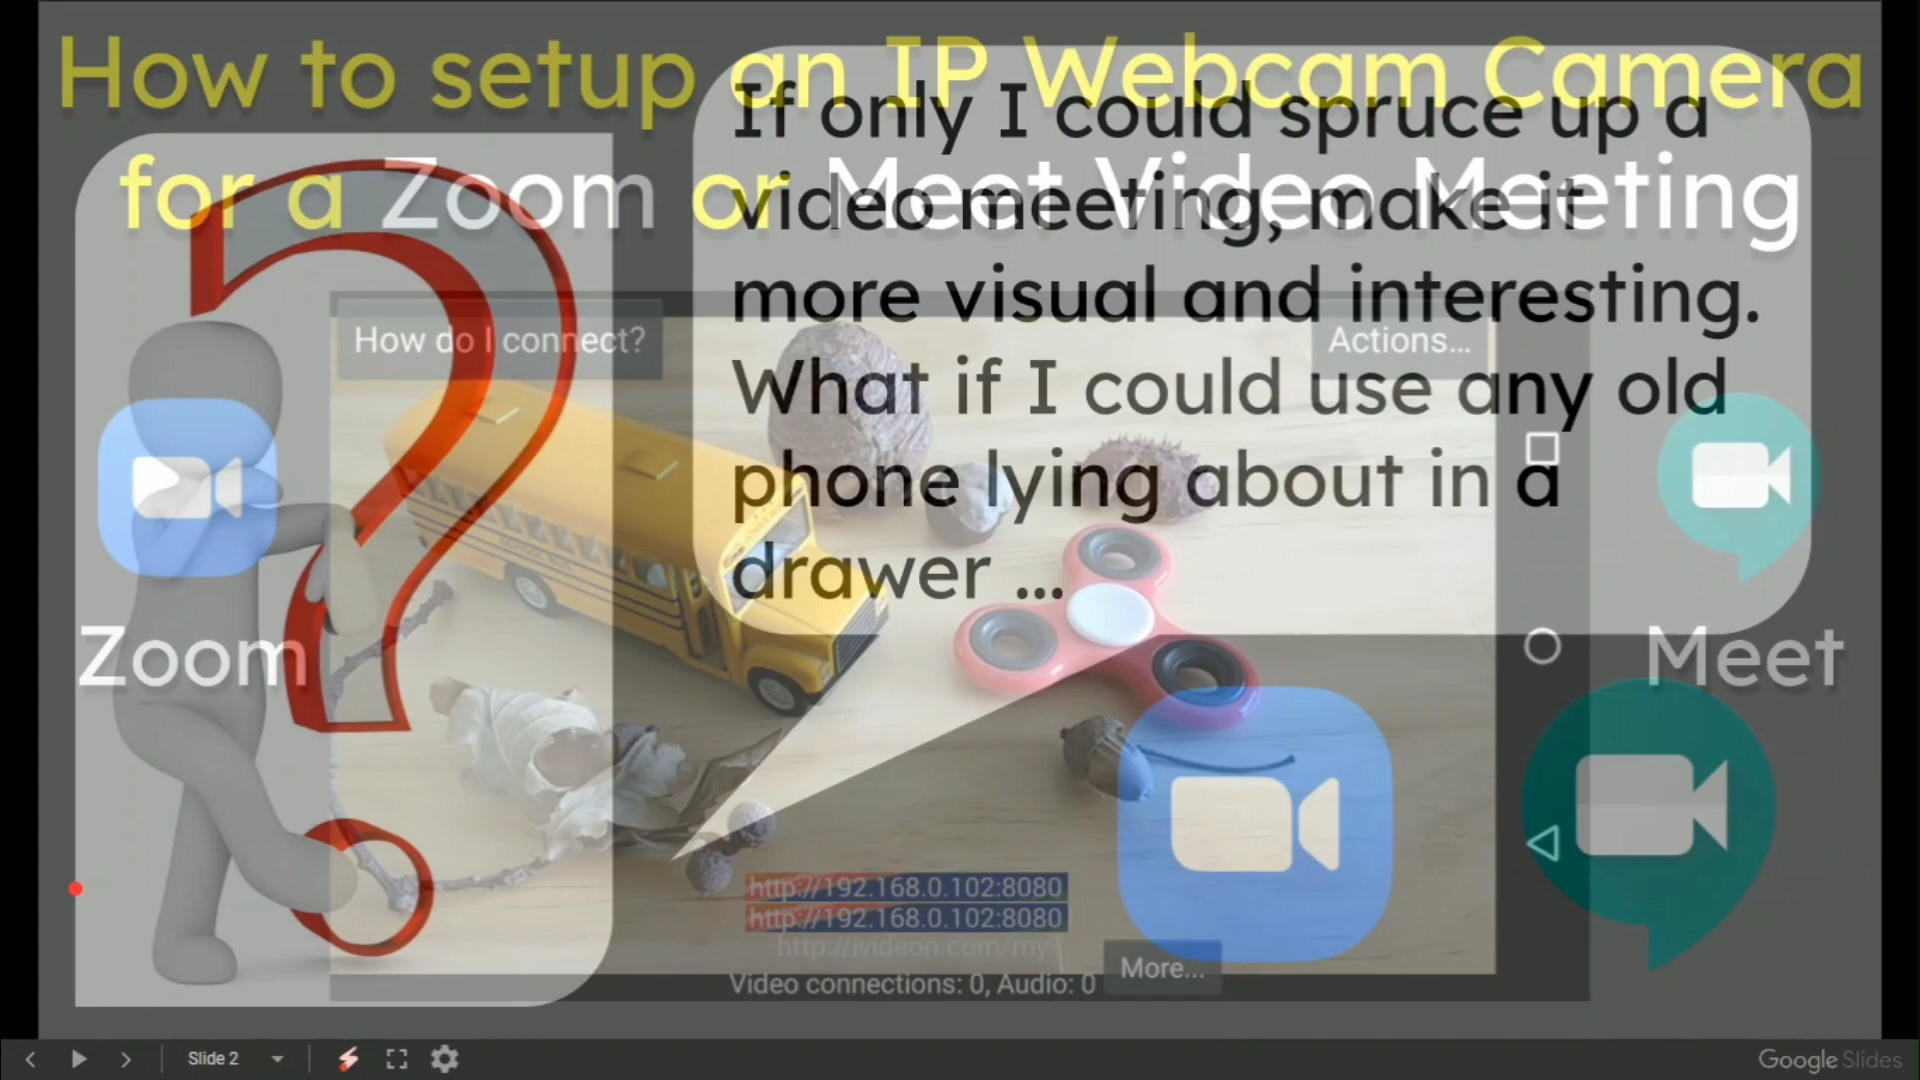 How to setup an IP Webcam Camera
for a Zoom or Meet Video Meeting
If only I could spruce up a
video meeting, make it
more visual and interesting.
What if I could use any old
phone lying about in a
drawer ...
How do I connect?
Actions...
Zoom
Meet
SCHOOL BUS
http://192.168.0.102:8080
http://192.168.0.102:8080
http://ivideon.com/my
Video connections: 0, Audio: 0
More...
Slide 2
Google Slides